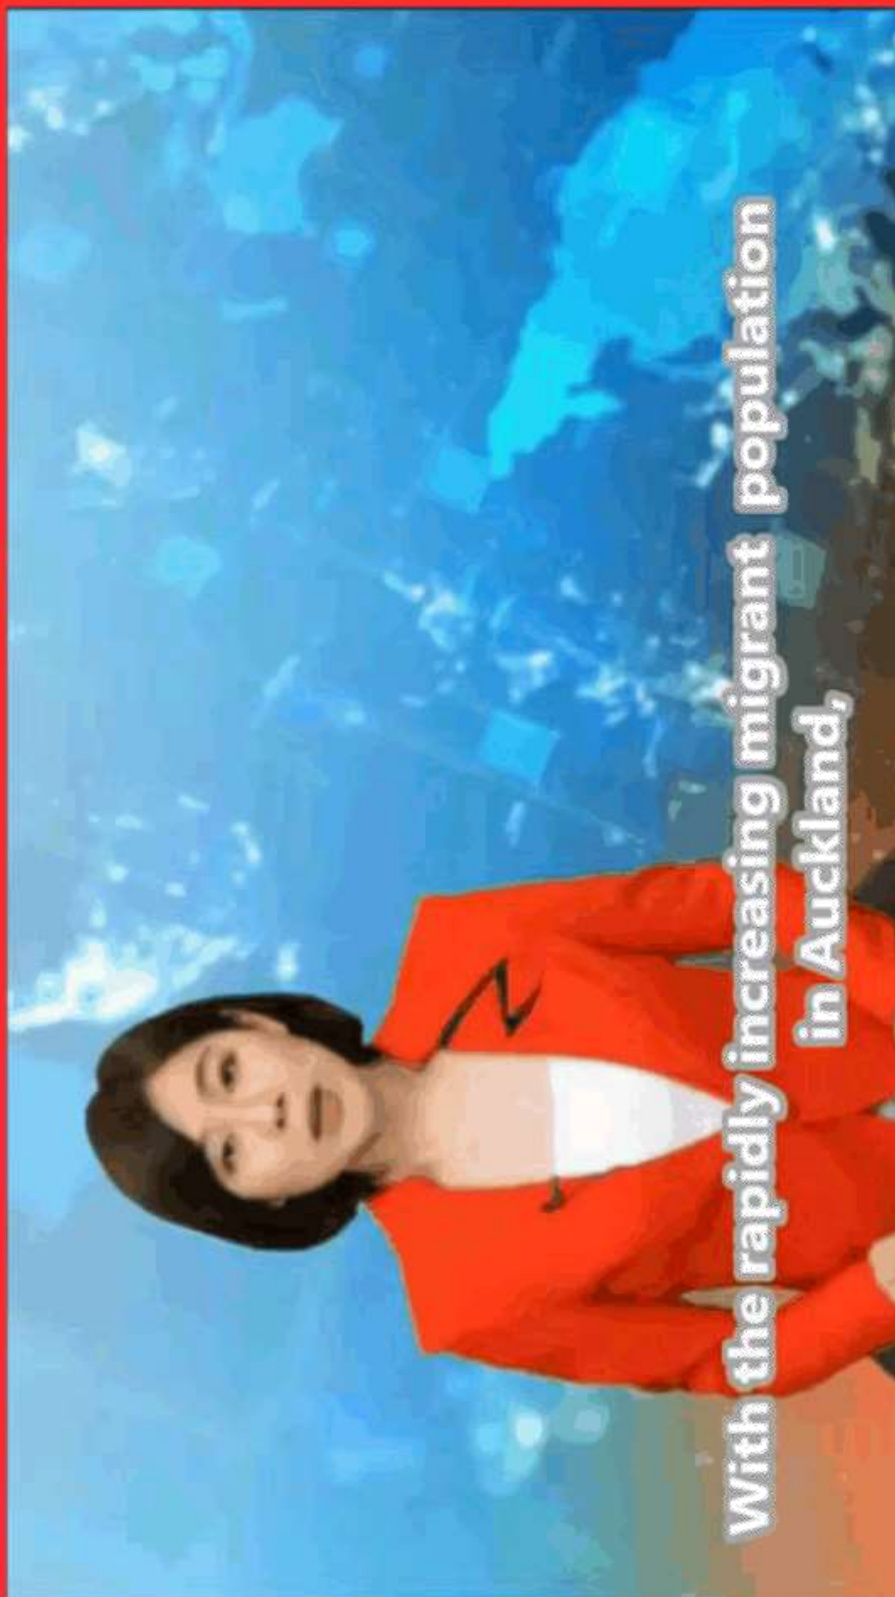 With the rapidly increasing migrant population
in Auckland,